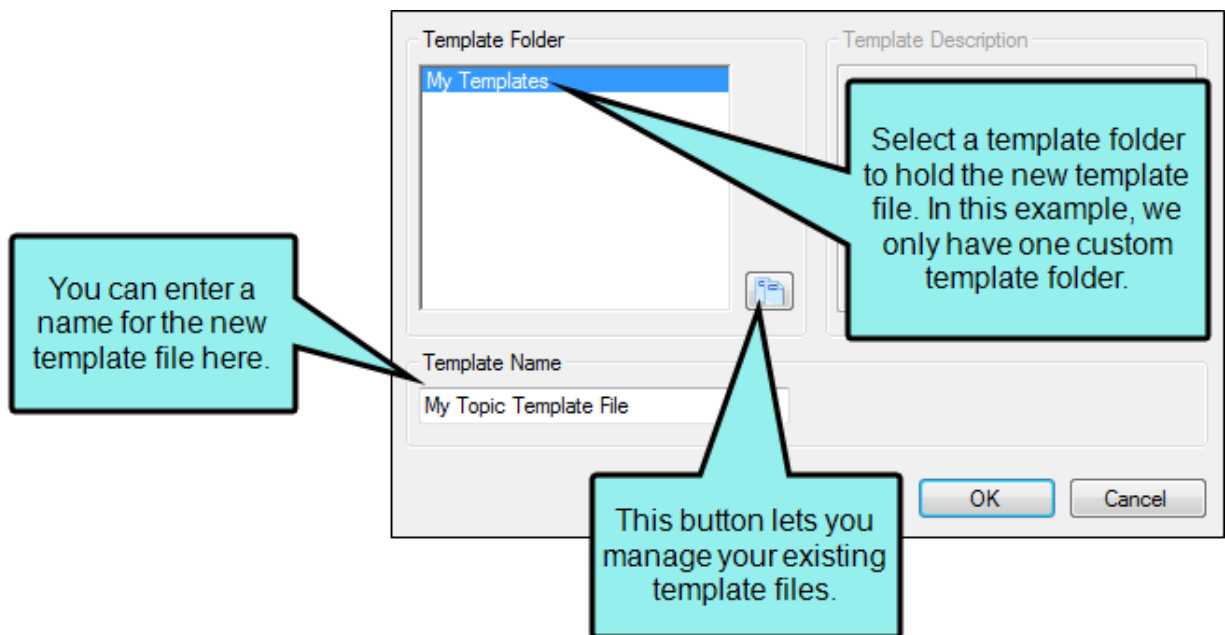 Template Folder
Template Description
My Templates
Select a template folder
to hold the new template
file. In this example, we
only have one custom
template folder.
You can enter a
name for the new
template file here.
Template Name
My Topic Template File
This button lets you
manage your existing
template files.
OK
Cancel